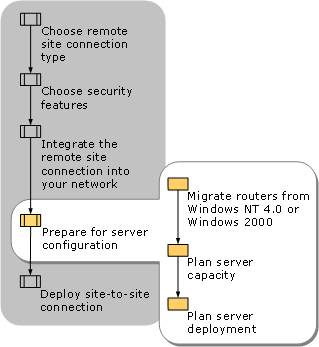 Choose remote
site connection
type
Choose security
features
Integrate the
remote site
connection into
your network
Prepare for server
configuration
Deploy site-to-site
connection
Migrate routers from
Windows NT 4.0 or
Windows 2000
Plan server
capacity
Plan server
deployment